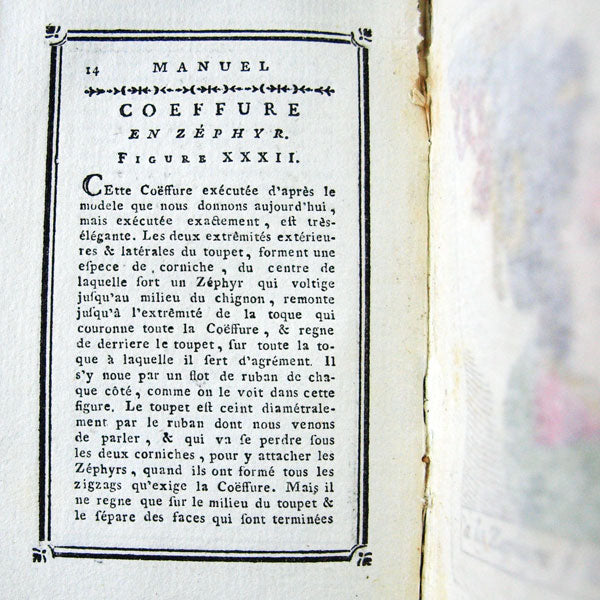 14 MANUEL
COEFFURE
EN ZÉPHYR.
FIGURE XXXII.
CEtte Coëffure exécutée d'après le
modele que nous donnons aujourd'hui,
mais exécutée exactement, eſt très-
élégante. Les deux extrêmités extérieu-
res & latérales du toupet, forment une
eſpece de corniche, du centre de
laquelle ſort un Zéphyr qui voltige
juſqu'au milieu du chignon, remonte
juſqu'à l'extrêmité de la toque qui
couronne toute la Coëffure, & regne
de derriere le toupet, ſur toute la to-
que à laquelle il ſert d'agrément. Il
s'y noue par un flot de ruban de cha-
que côté, comme on le voit dans cette
figure. Le toupet eſt ceint diamétrale-
ment par le ruban dont nous venons
de parler, & qui va ſe perdre ſous
les deux corniches, pour y attacher les
Zéphyrs, quand ils ont formé tous les
zigzags qu'exige la Coëffure. Mais il
ne regne que ſur le milieu du toupet &
le ſépare des faces qui ſont terminées